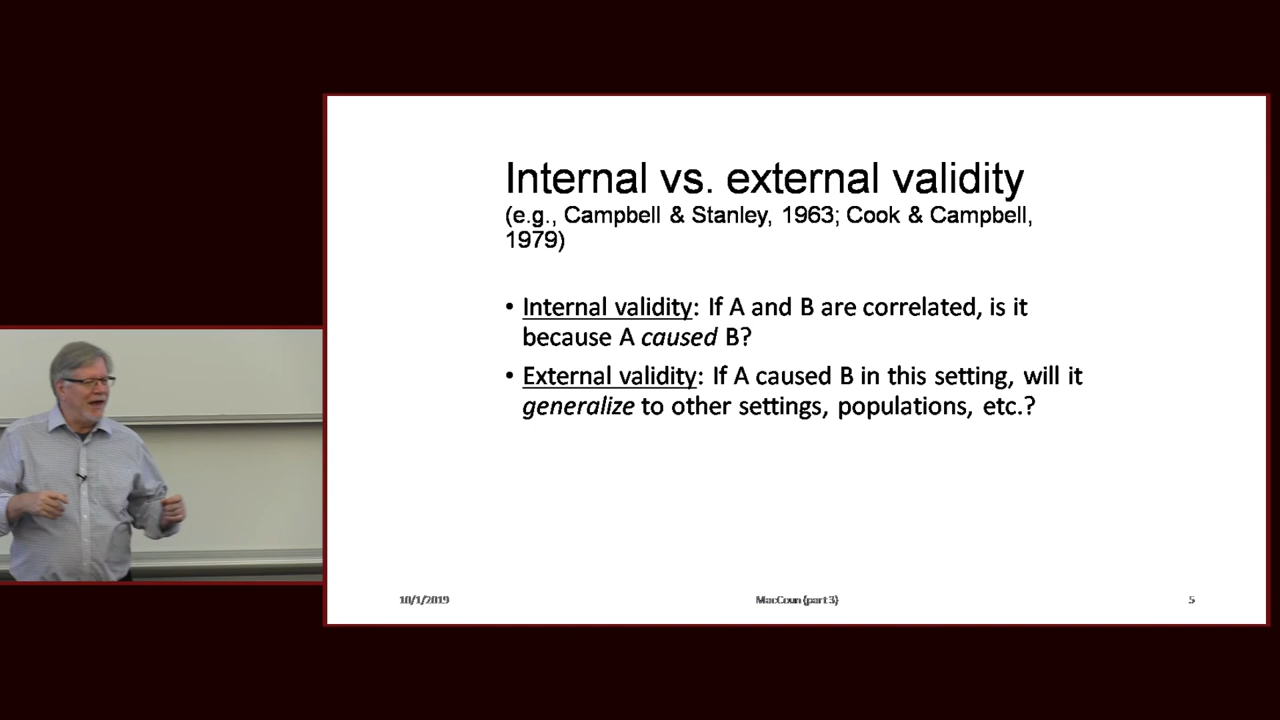 Internal vs. external validity
(e.g., Campbell & Stanley, 1963; Cook & Campbell,
1979)
• Internal validity: If A and B are correlated, is it
because A caused B?
• External validity: If A caused B in this setting, will it
generalize to other settings, populations, etc.?
10/1/2019
MacCoun (part 3)
5